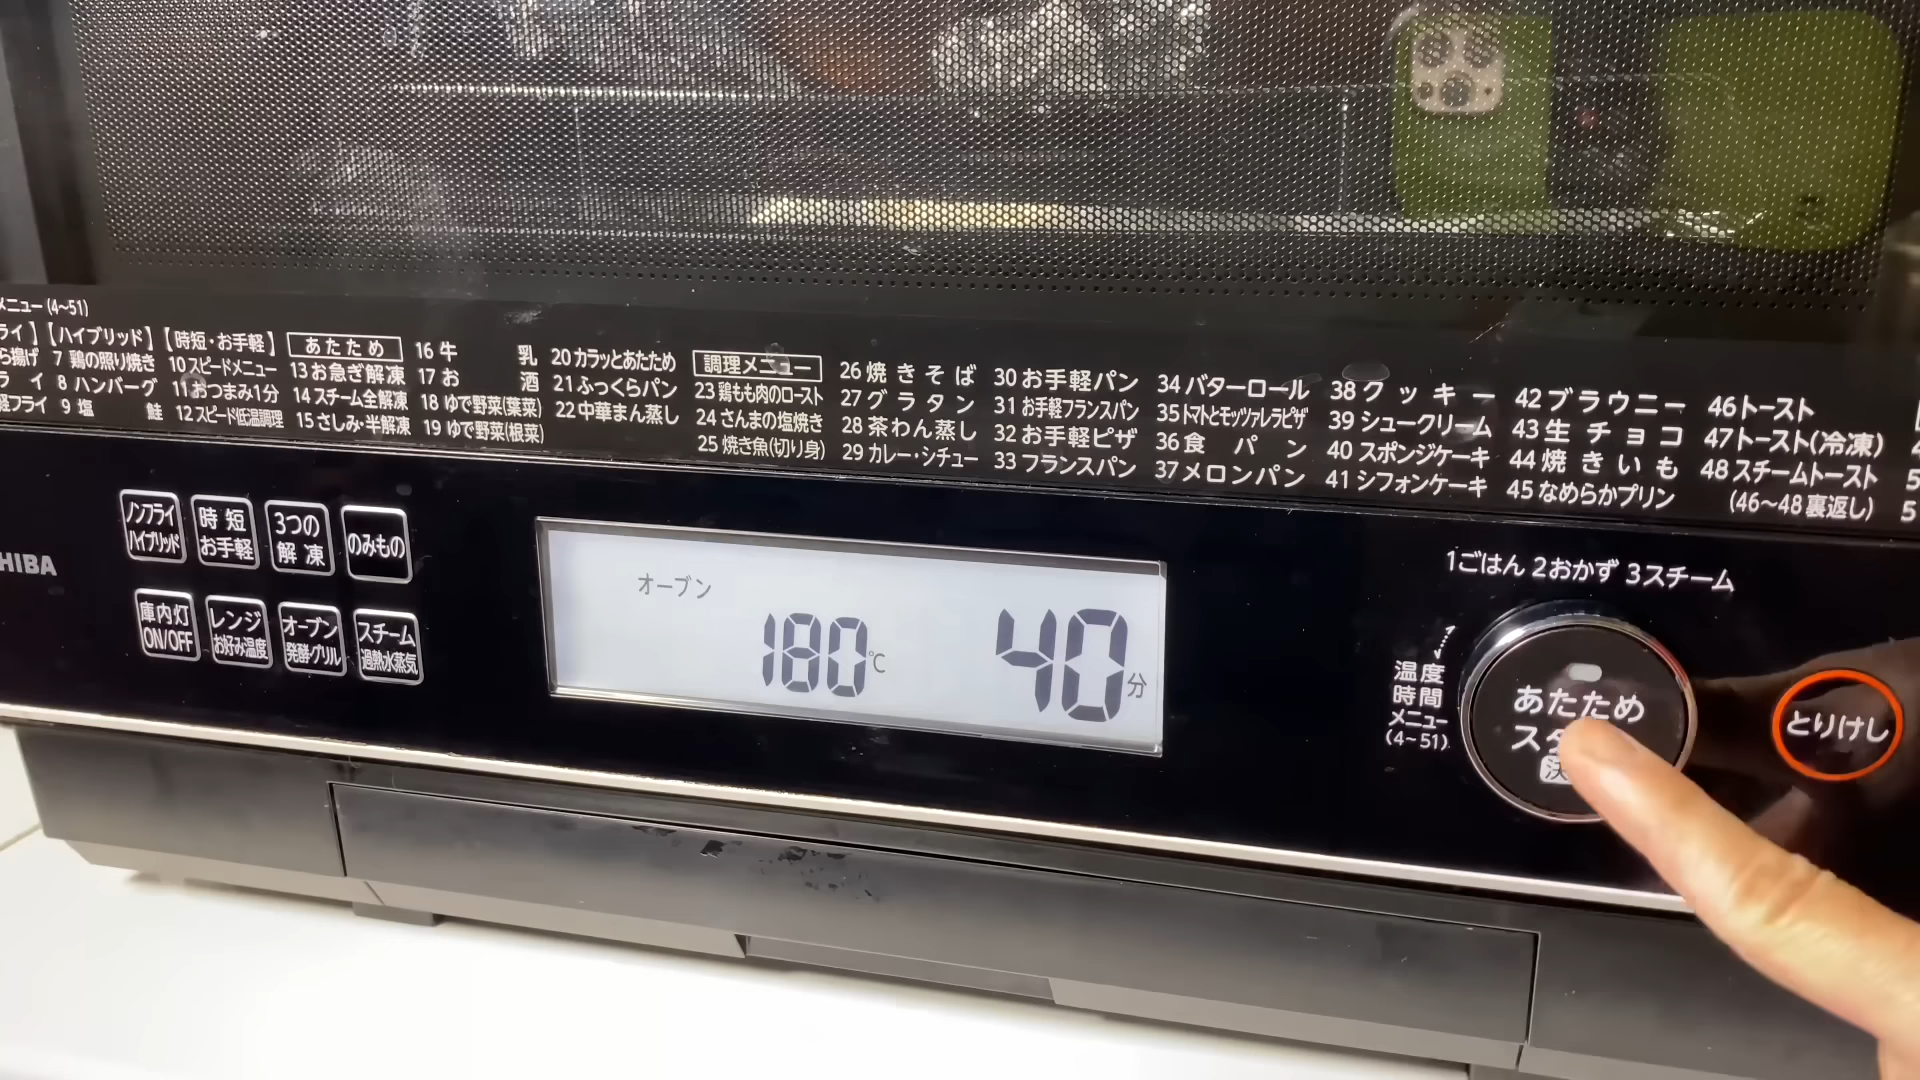 メニュー(4~51)
ライ】【ハイブリッド】【時短・お手軽】 あたため 16 牛乳 20 カラッとあたため 調理メニュー 26 焼きそば 30 お手軽パン 34 バターロール 38 クッキー 42 ブラウニー 46 トースト
ら揚げ 7 鶏の照り焼き 10 スピードメニュー 13 お急ぎ解凍 17 お酒 21 ふっくらパン 23 鶏もも肉のロースト 27 グラタン 31 お手軽フランスパン 35 トマトとモッツァレラピザ 39 シュークリーム 43 生チョコ 47 トースト(冷凍)
ライ 8 ハンバーグ 11 おつまみ1分 14 スチーム全解凍 18 ゆで野菜(葉菜) 22 中華まん蒸し 24 さんまの塩焼き 28 茶わん蒸し 32 お手軽ピザ 36 食パン 40 スポンジケーキ 44 焼きいも 48 スチームトースト
軽フライ 9 塩鮭 12 スピード低温調理 15 さしみ・半解凍 19 ゆで野菜(根菜) 25 焼き魚(切り身) 29 カレー・シチュー 33 フランスパン 37 メロンパン 41 シフォンケーキ 45 なめらかプリン (46~48裏返し)
HIBA
ノンフライ ハイブリッド
時短 お手軽
3つの 解凍
のみもの
庫内灯 ON/OFF
レンジ お好み温度
オーブン 発酵・グリル
スチーム 過熱水蒸気
オーブン
180℃ 40分
1ごはん 2おかず 3スチーム
温度
時間
メニュー
(4~51)
あたため
ス
とりけし